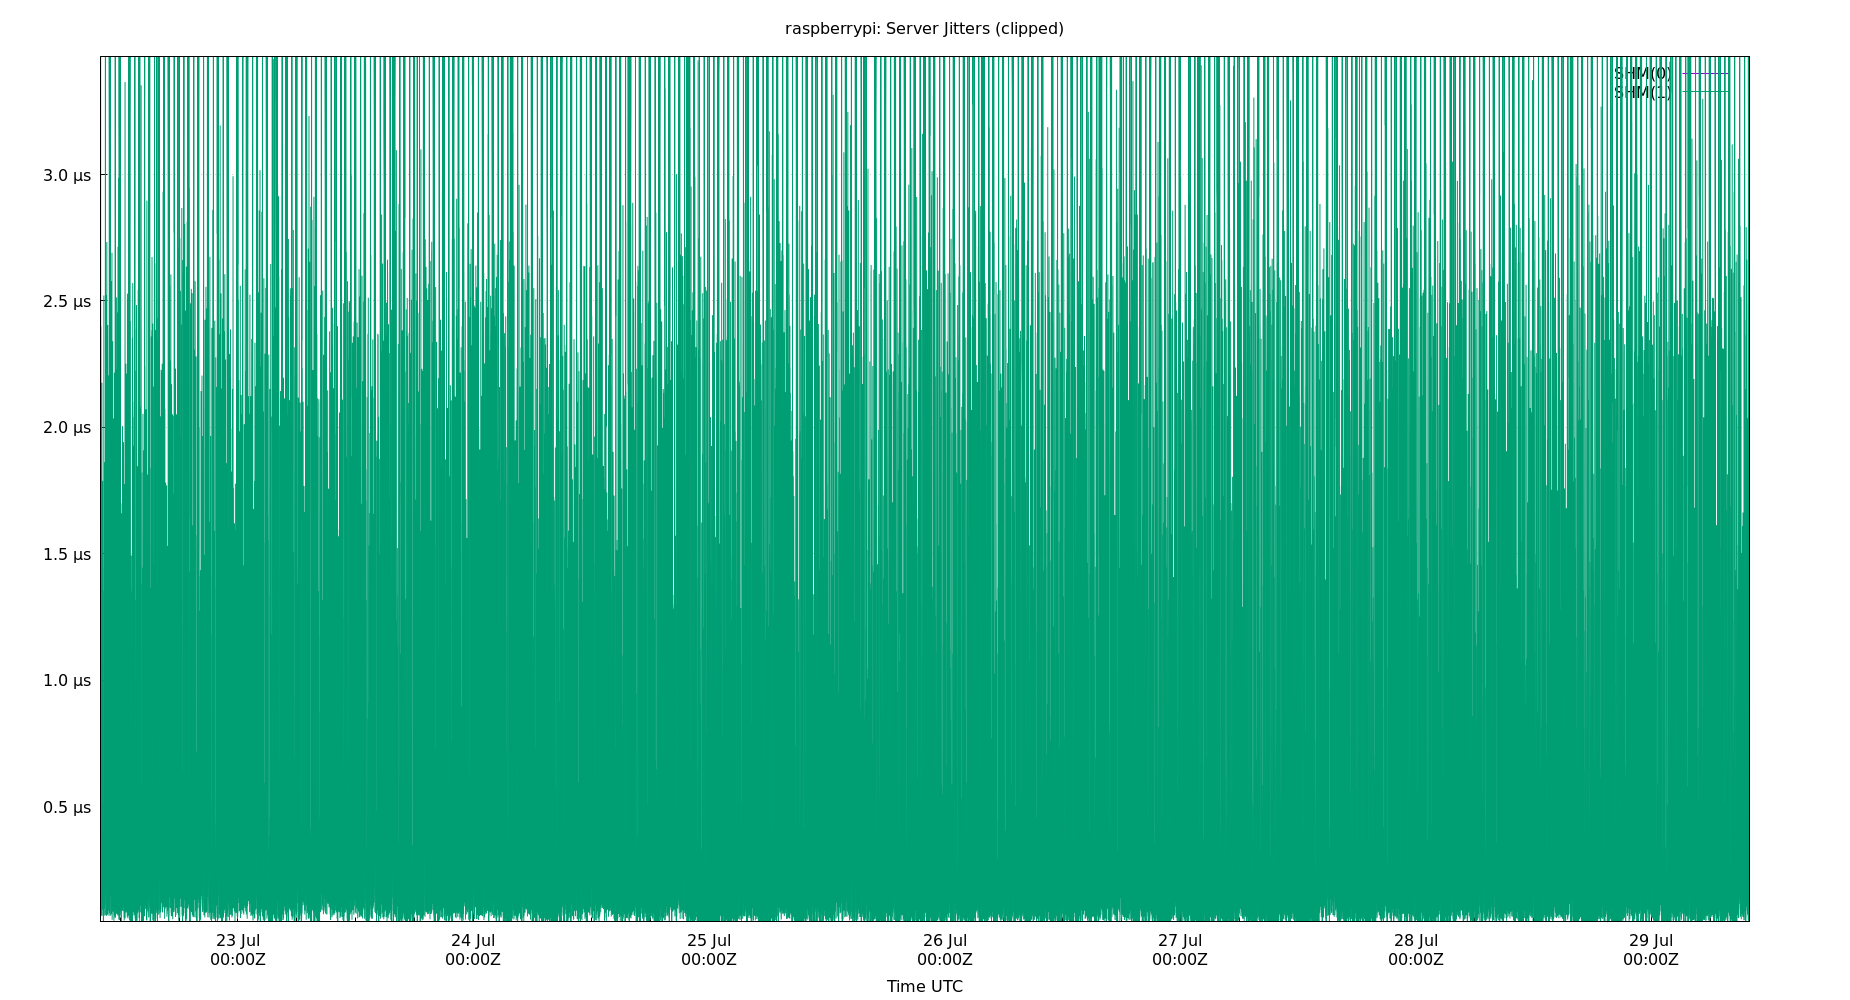 raspberrypi: Server Jitters (clipped)
SHM(0)
SHM(1)
3.0 μs
2.5 μs
2.0 μs
1.5 μs
1.0 μs
0.5 μs
23 Jul 24 Jul 25 Jul 26 Jul 27 Jul 28 Jul 29 Jul
00:00Z 00:00Z 00:00Z 00:00Z 00:00Z 00:00Z 00:00Z
Time UTC